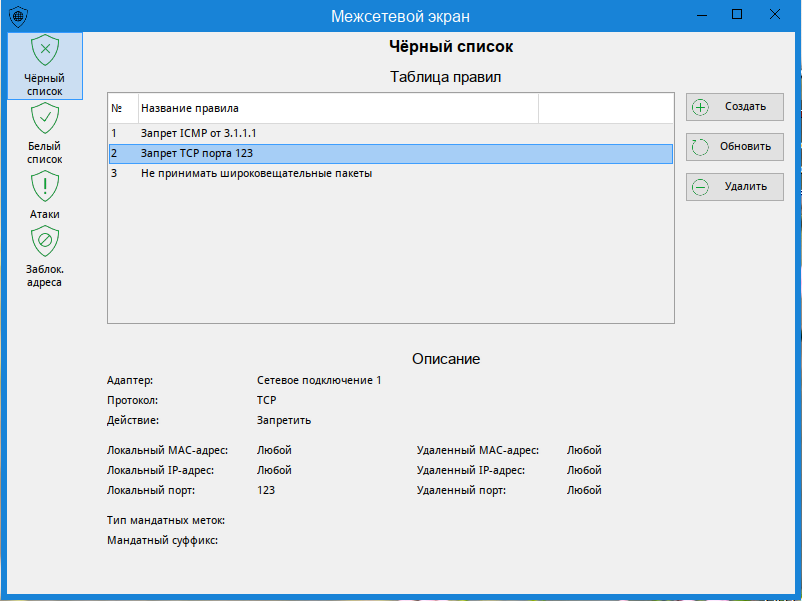 Межсетевой экран
Чёрный
список
Белый
список
Атаки
Заблок.
адреса
Чёрный список
Таблица правил
№ Название правила
1 Запрет ICMP от 3.1.1.1
2 Запрет TCP порта 123
3 Не принимать широковещательные пакеты
Создать
Обновить
Удалить
Описание
Адаптер: Сетевое подключение 1
Протокол: TCP
Действие: Запретить
Локальный MAC-адрес: Любой Удаленный MAC-адрес: Любой
Локальный IP-адрес: Любой Удаленный IP-адрес: Любой
Локальный порт: 123 Удаленный порт: Любой
Тип мандатных меток:
Мандатный суффикс: